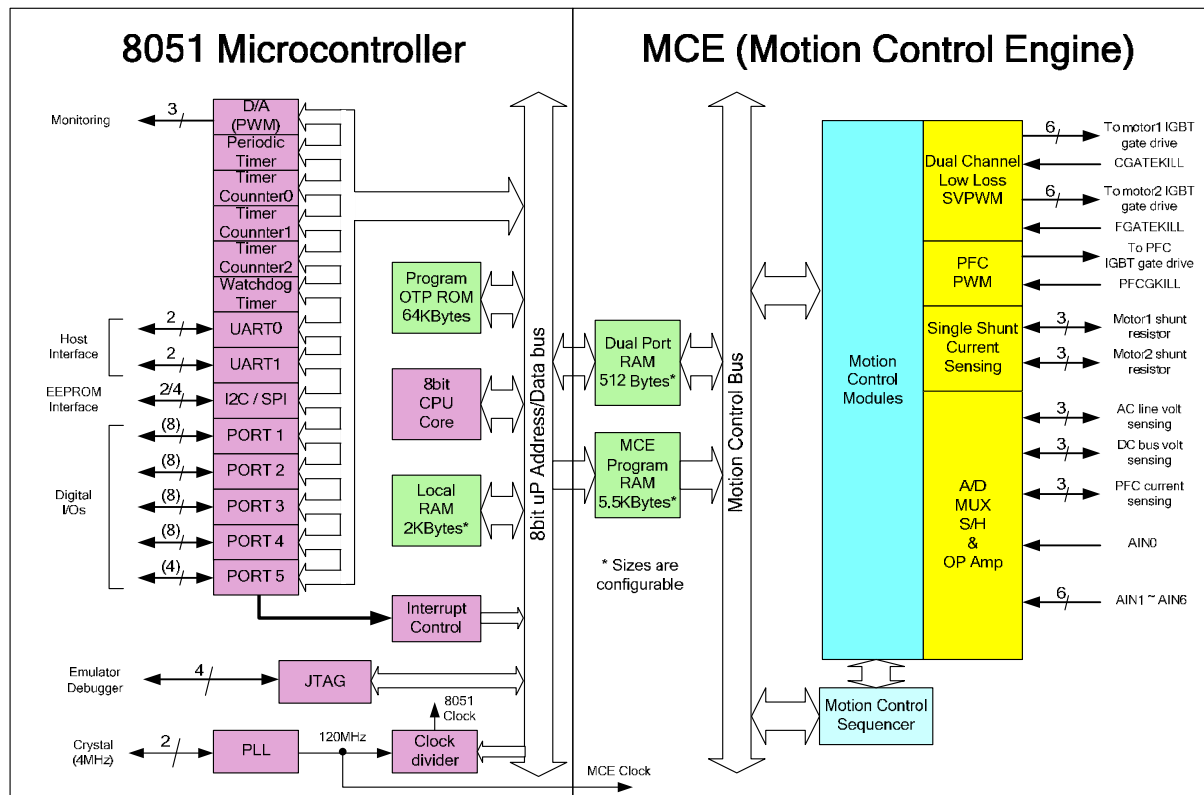 8051 Microcontroller
MCE (Motion Control Engine)
Monitoring
3
D/A
(PWM)
Periodic
Timer
Timer
Counnter0
Timer
Counnter1
Timer
Counnter2
Watchdog
Timer
Host
Interface
2
UART0
2
UART1
EEPROM
Interface
2/4
I2C / SPI
Digital
I/Os
(8)
PORT 1
(8)
PORT 2
(8)
PORT 3
(8)
PORT 4
(4)
PORT 5
Program
OTP ROM
64KBytes
8bit
CPU
Core
Local
RAM
2KBytes*
Interrupt
Control
Emulator
Debugger
4
JTAG
Crystal
(4MHz)
2
PLL
120MHz
8051
Clock
Clock
divider
MCE Clock
8bit uP Address/Data bus
Dual Port
RAM
512 Bytes*
MCE
Program
RAM
5.5KBytes*
* Sizes are
configurable
Motion Control Bus
Motion
Control
Modules
Motion Control
Sequencer
Dual Channel
Low Loss
SVPWM
PFC
PWM
Single Shunt
Current
Sensing
A/D
MUX
S/H
&
OP Amp
6
To motor1 IGBT
gate drive
CGATEKILL
6
To motor2 IGBT
gate drive
FGATEKILL
To PFC
IGBT gate drive
PFCGKILL
3
Motor1 shunt
resistor
3
Motor2 shunt
resistor
3
AC line volt
sensing
3
DC bus volt
sensing
3
PFC current
sensing
AIN0
6
AIN1 ~ AIN6